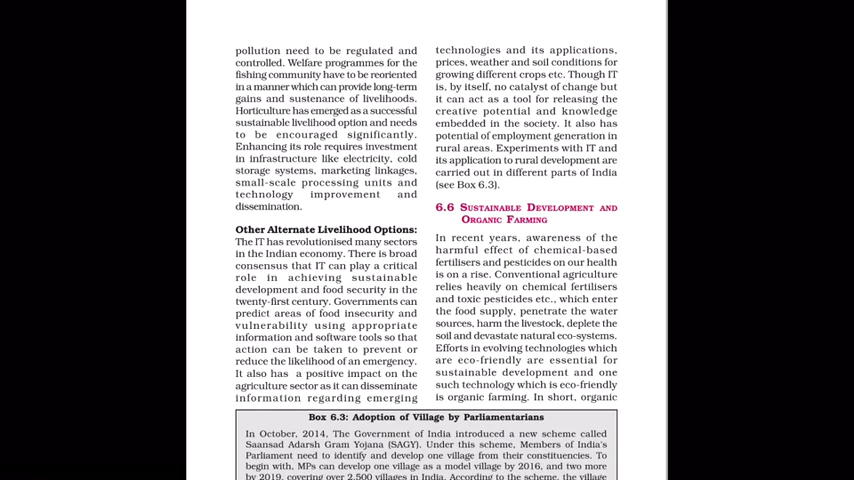 pollution need to be regulated and
controlled. Welfare programmes for the
fishing community have to be reoriented
in a manner which can provide long-term
gains and sustenance of livelihoods.
Horticulture has emerged as a successful
sustainable livelihood option and needs
to be encouraged significantly.
Enhancing its role requires investment
in infrastructure like electricity, cold
storage systems, marketing linkages,
small-scale processing units and
technology improvement and
dissemination.
Other Alternate Livelihood Options:
The IT has revolutionised many sectors
in the Indian economy. There is broad
consensus that IT can play a critical
role in achieving sustainable
development and food security in the
twenty-first century. Governments can
predict areas of food insecurity and
vulnerability using appropriate
information and software tools so that
action can be taken to prevent or
reduce the likelihood of an emergency.
It also has a positive impact on the
agriculture sector as it can disseminate
information regarding emerging
technologies and its applications,
prices, weather and soil conditions for
growing different crops etc. Though IT
is, by itself, no catalyst of change but
it can act as a tool for releasing the
creative potential and knowledge
embedded in the society. It also has
potential of employment generation in
rural areas. Experiments with IT and
its application to rural development are
carried out in different parts of India
(see Box 6.3).
6.6 SUSTAINABLE DEVELOPMENT AND
ORGANIC FARMING
In recent years, awareness of the
harmful effect of chemical-based
fertilisers and pesticides on our health
is on a rise. Conventional agriculture
relies heavily on chemical fertilisers
and toxic pesticides etc., which enter
the food supply, penetrate the water
sources, harm the livestock, deplete the
soil and devastate natural eco-systems.
Efforts in evolving technologies which
are eco-friendly are essential for
sustainable development and one
such technology which is eco-friendly
is organic farming. In short, organic
Box 6.3: Adoption of Village by Parliamentarians
In October, 2014, The Government of India introduced a new scheme called
Saansad Adarsh Gram Yojana (SAGY). Under this scheme, Members of India's
Parliament need to identify and develop one village from their constituencies. To
begin with, MPs can develop one village as a model village by 2016, and two more
by 2019, covering over 2,500 villages in India. According to the scheme, the village